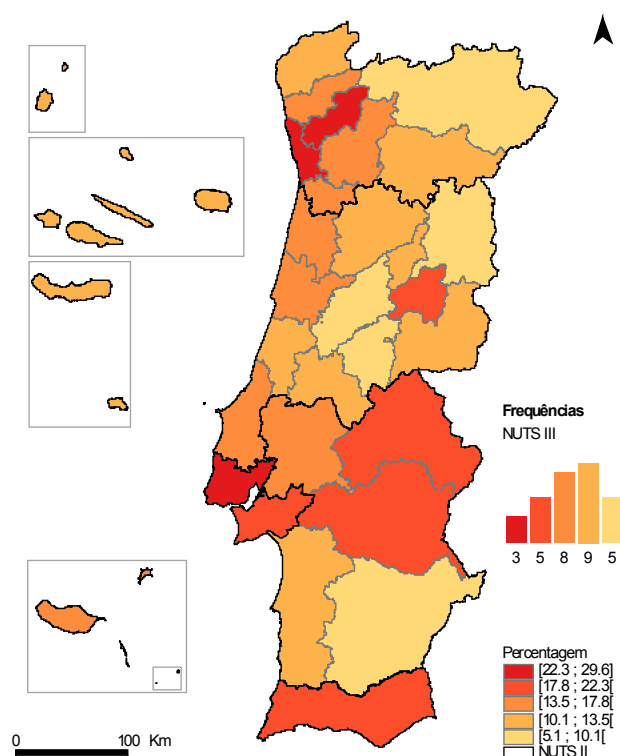 Frequências
NUTS III
3 5 8 9 5
Percentagem
[22.3 ; 29.6]
[17.8 ; 22.3[
[13.5 ; 17.8[
[10.1 ; 13.5[
[5.1 ; 10.1[
NUTS II
0 100 Km